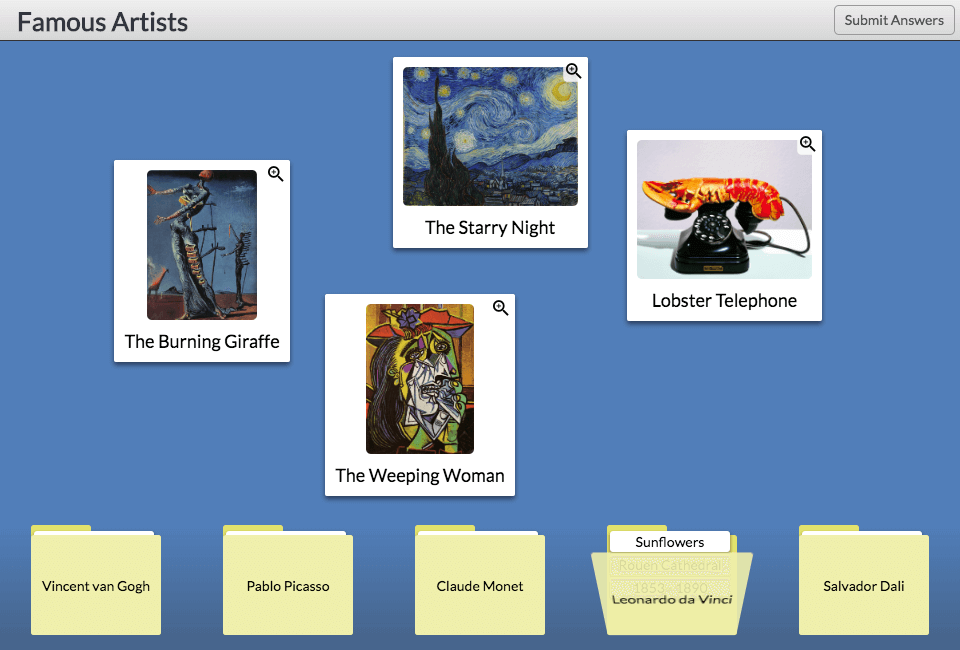 Famous Artists
Submit Answers
The Starry Night
Lobster Telephone
The Burning Giraffe
The Weeping Woman
Vincent van Gogh
Pablo Picasso
Claude Monet
Sunflowers
Rouen Cathedral
1853 - 1890
Leonardo da Vinci
Salvador Dali